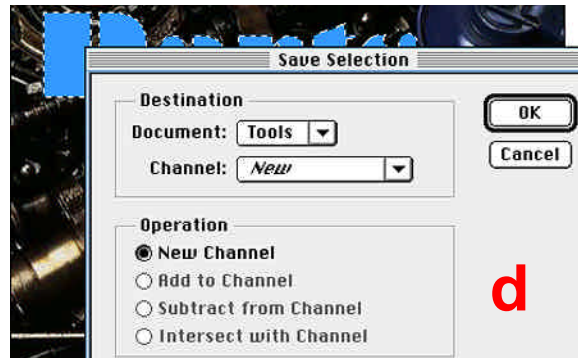 Save Selection
Destination
Document: Tools
Channel: New
Operation
New Channel
Add to Channel
Subtract from Channel
Intersect with Channel
OK
Cancel
d